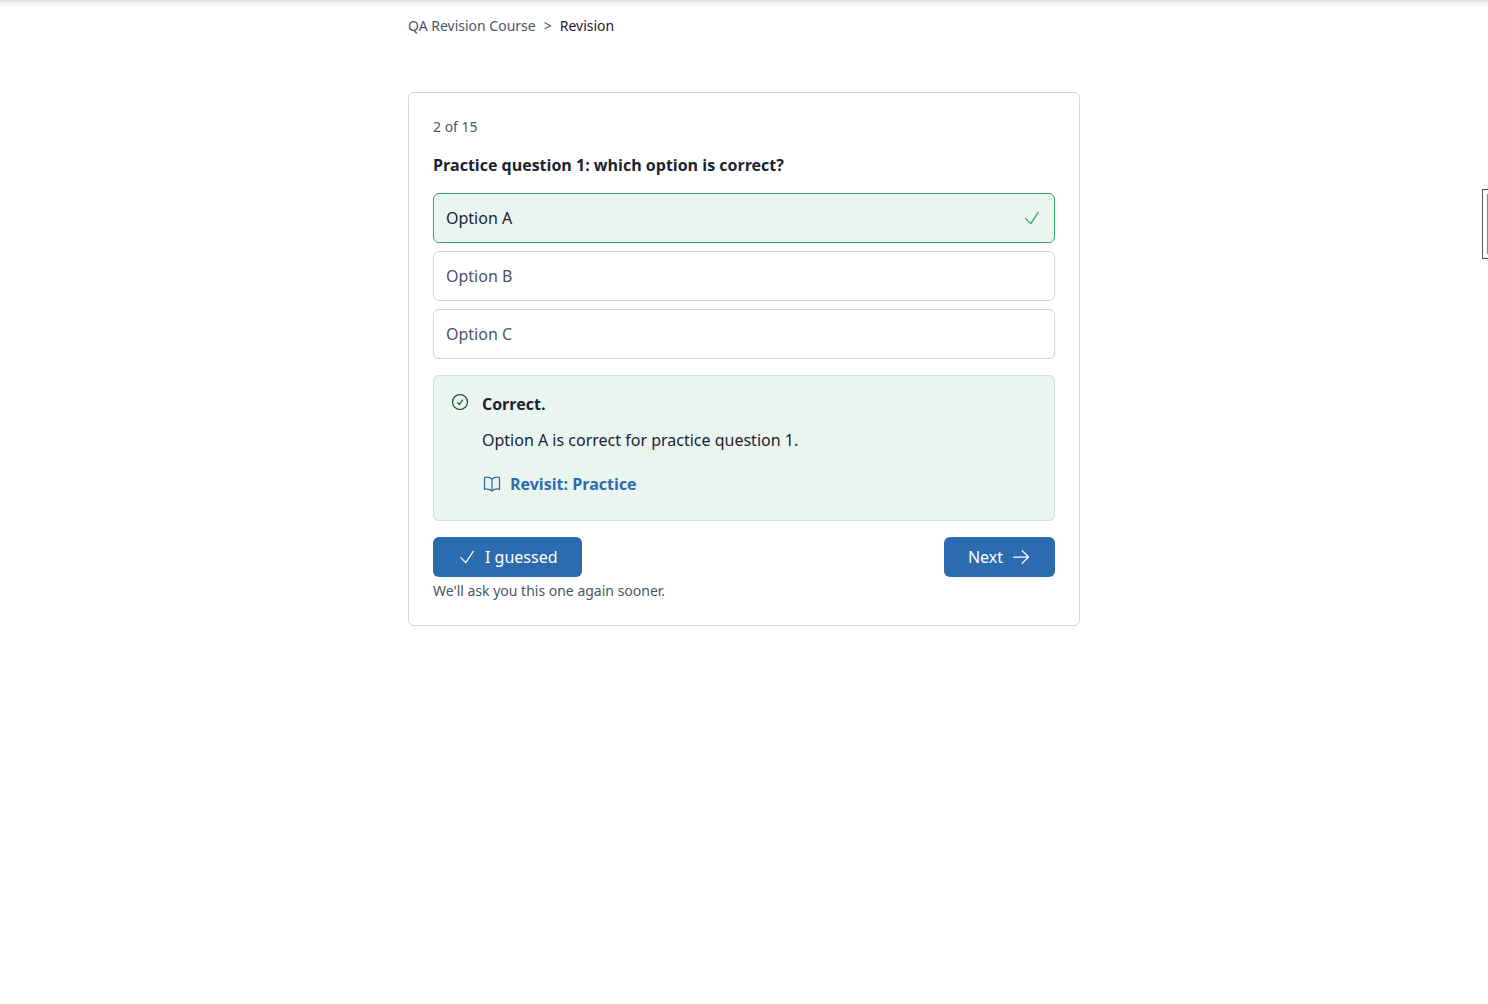 QA Revision Course > Revision
2 of 15
Practice question 1: which option is correct?
Option A
Option B
Option C
Correct.
Option A is correct for practice question 1.
Revisit: Practice
I guessed
Next
We'll ask you this one again sooner.